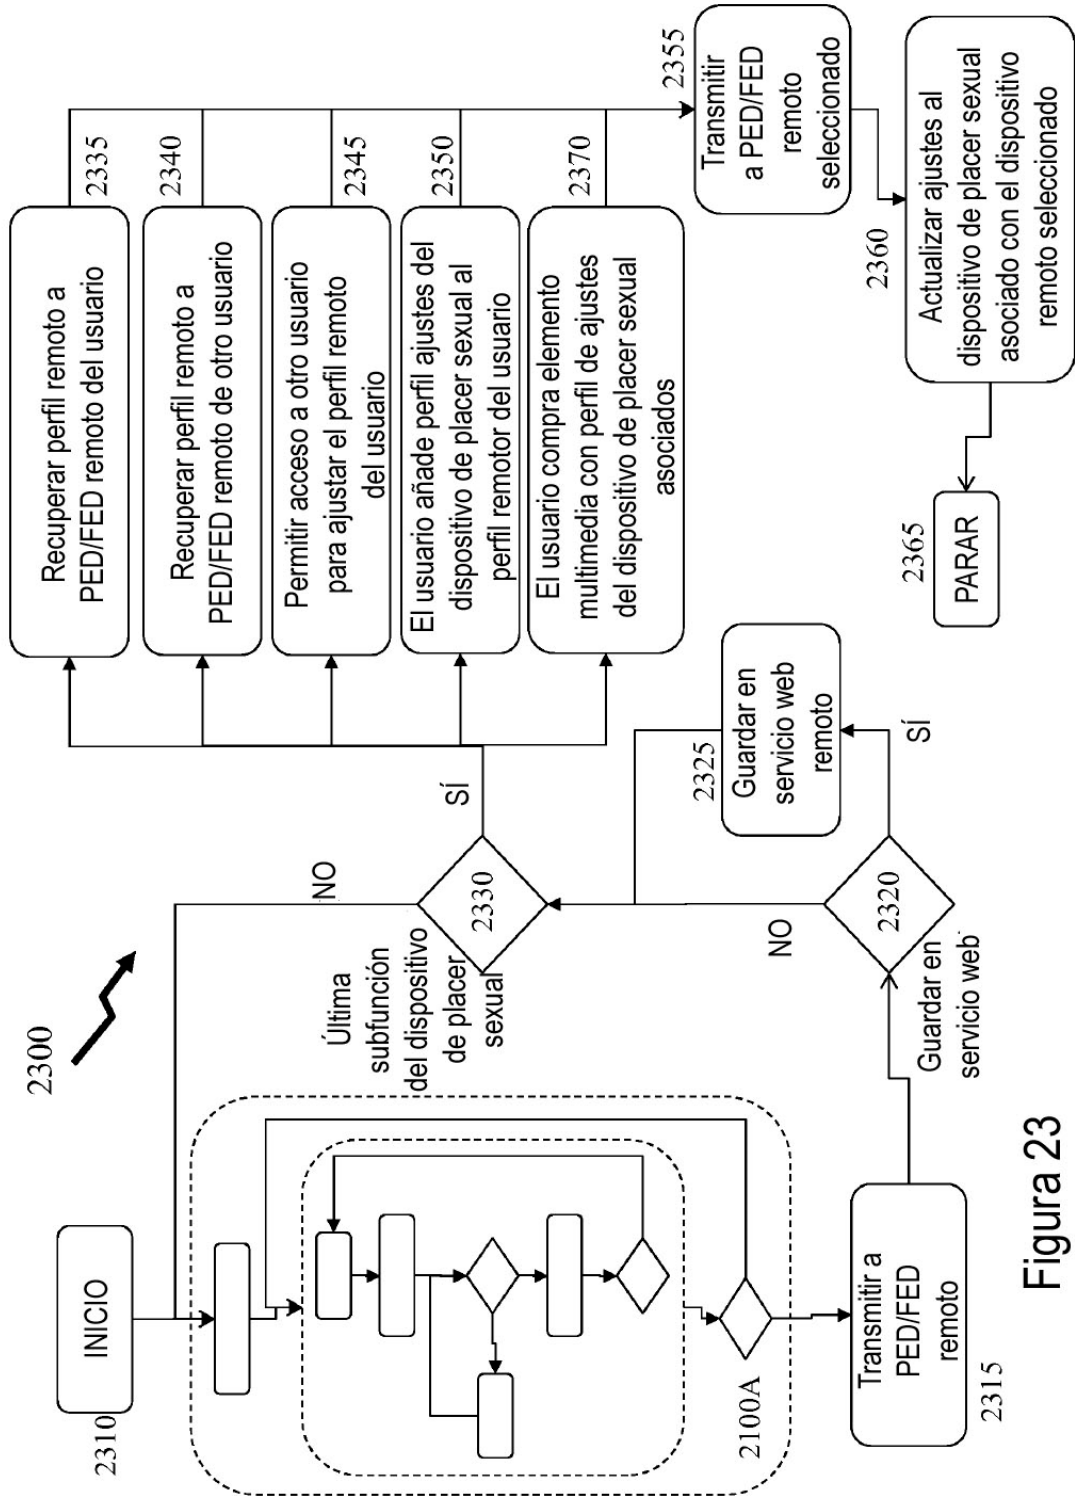 2300
INICIO
2310
2100A
Transmitir a
PED/FED
remoto
2315
Guardar en
servicio web
2320
NO
SÍ
Guardar en
servicio web
remoto
2325
Última
subfunción
del dispositivo
de placer
sexual
2330
NO
SÍ
Recuperar perfil remoto a
PED/FED remoto del usuario
2335
Recuperar perfil remoto a
PED/FED remoto de otro usuario
2340
Permitir acceso a otro usuario
para ajustar el perfil remoto
del usuario
2345
El usuario añade perfil ajustes del
dispositivo de placer sexual al
perfil remotor del usuario
2350
El usuario compra elemento
multimedia con perfil de ajustes
del dispositivo de placer sexual
asociados
2370
Transmitir
a PED/FED
remoto
seleccionado
2355
Actualizar ajustes al
dispositivo de placer sexual
asociado con el dispositivo
remoto seleccionado
2360
PARAR
2365
Figura 23